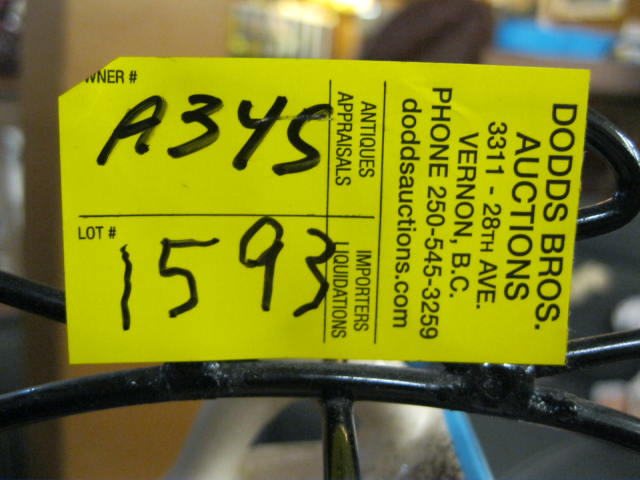 WNER #
A345
LOT #
1593
ANTIQUES
APPRAISALS
IMPORTERS
LIQUIDATIONS
DODDS BROS.
AUCTIONS
3311 - 28TH AVE.
VERNON, B.C.
PHONE 250-545-3259
doddsauctions.com